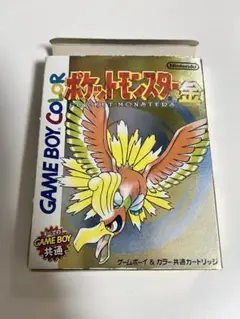 Nintendo
ポケットモンスター 金
POCKET MONSTERS
GAME BOY COLOR
GAME BOY
共通
ゲームボーイ&カラー共通カートリッジ